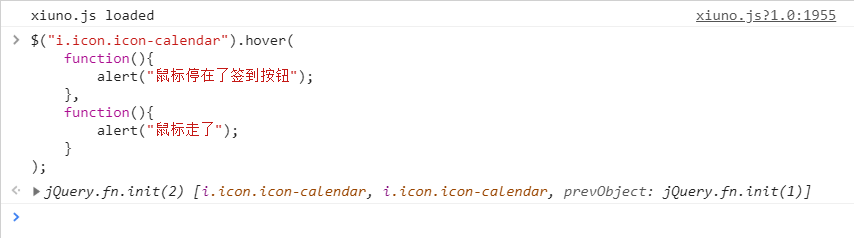 xiuno.js loaded xiuno.js?1.0:1955
> $("i.icon.icon-calendar").hover(
function(){
alert("鼠标停在了签到按钮");
},
function(){
alert("鼠标走了");
}
);
jQuery.fn.init(2) [i.icon.icon-calendar, i.icon.icon-calendar, prevObject: jQuery.fn.init(1)]
>